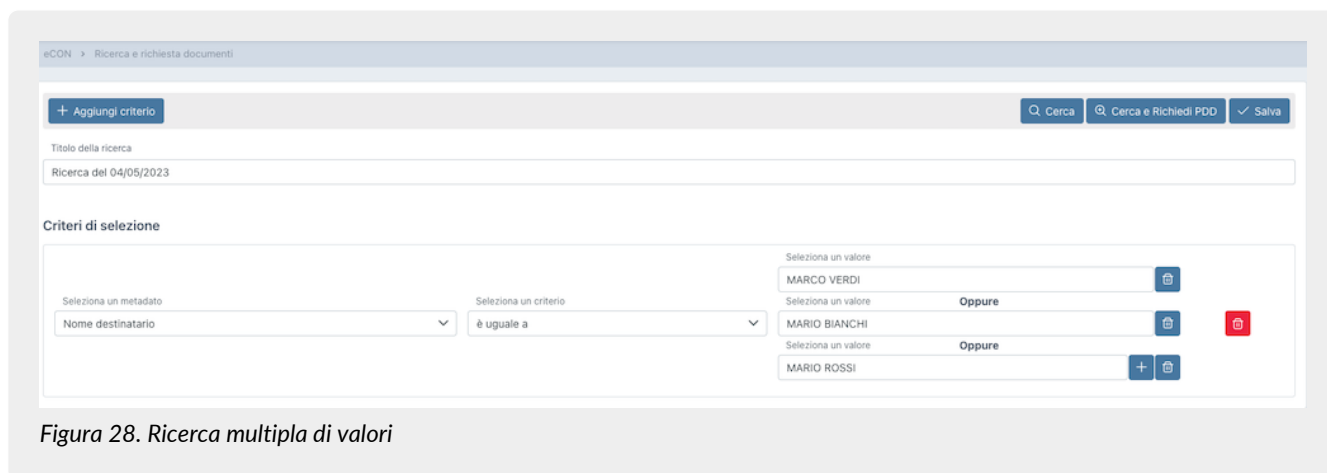 eCON > Ricerca e richiesta documenti
+ Aggiungi criterio Cerca Cerca e Richiedi PDD Salva
Titolo della ricerca
Ricerca del 04/05/2023
Criteri di selezione
Seleziona un valore
MARCO VERDI
Seleziona un metadato Seleziona un criterio Seleziona un valore Oppure
Nome destinatario è uguale a MARIO BIANCHI
Seleziona un valore Oppure
MARIO ROSSI +
Figura 28. Ricerca multipla di valori